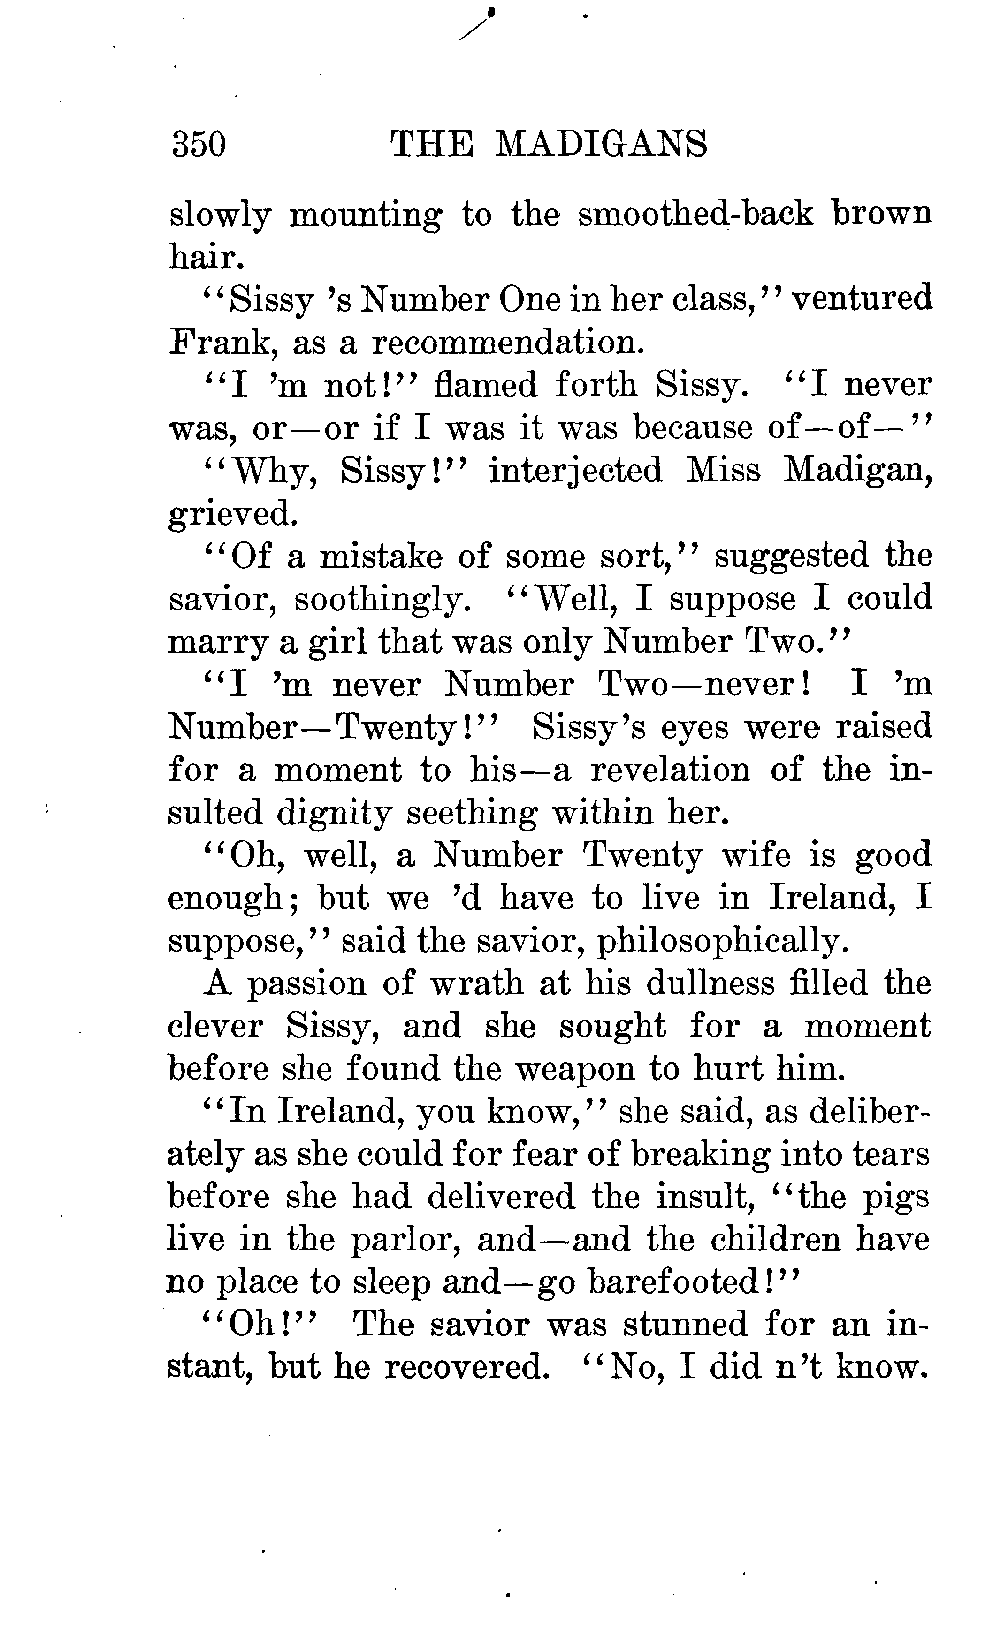 350 THE MADIGANS
slowly mounting to the smoothed-back brown
hair.
"Sissy 's Number One in her class," ventured
Frank, as a recommendation.
"I 'm not!" flamed forth Sissy. "I never
was, or—or if I was it was because of—of—"
"Why, Sissy!" interjected Miss Madigan,
grieved.
"Of a mistake of some sort," suggested the
savior, soothingly. "Well, I suppose I could
marry a girl that was only Number Two."
"I 'm never Number Two—never! I 'm
Number—Twenty!" Sissy's eyes were raised
for a moment to his—a revelation of the in-
sulted dignity seething within her.
"Oh, well, a Number Twenty wife is good
enough; but we 'd have to live in Ireland, I
suppose," said the savior, philosophically.
A passion of wrath at his dullness filled the
clever Sissy, and she sought for a moment
before she found the weapon to hurt him.
"In Ireland, you know," she said, as deliber-
ately as she could for fear of breaking into tears
before she had delivered the insult, "the pigs
live in the parlor, and—and the children have
no place to sleep and—go barefooted!"
"Oh!" The savior was stunned for an in-
stant, but he recovered. "No, I did n't know.